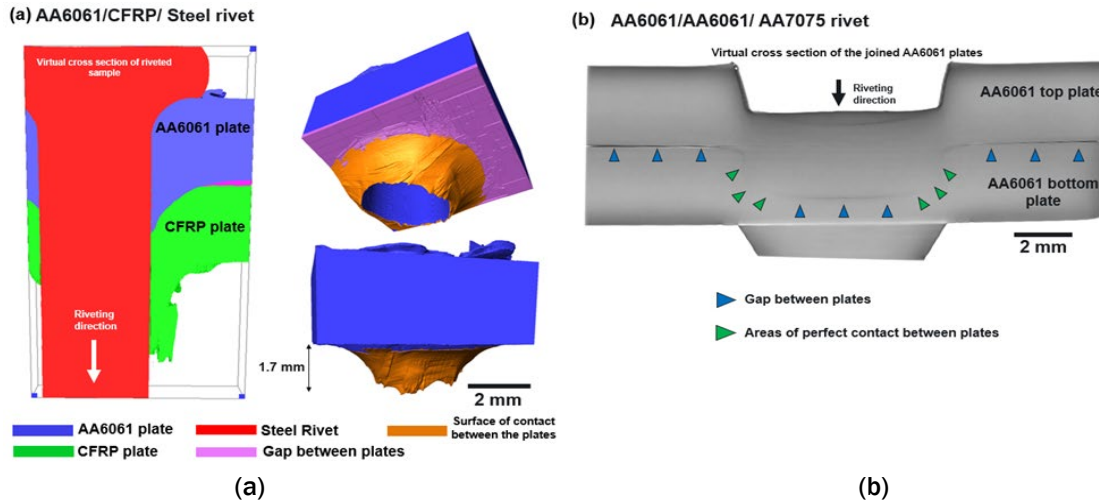 (a) AA6061/CFRP/ Steel rivet
Virtual cross section of riveted
sample
AA6061 plate
CFRP plate
Riveting
direction
1.7 mm
2 mm
AA6061 plate
Steel Rivet
Surface of contact
between the plates
CFRP plate
Gap between plates
(a)
(b) AA6061/AA6061/ AA7075 rivet
Virtual cross section of the joined AA6061 plates
Riveting
direction
AA6061 top plate
AA6061 bottom
plate
2 mm
Gap between plates
Areas of perfect contact between plates
(b)